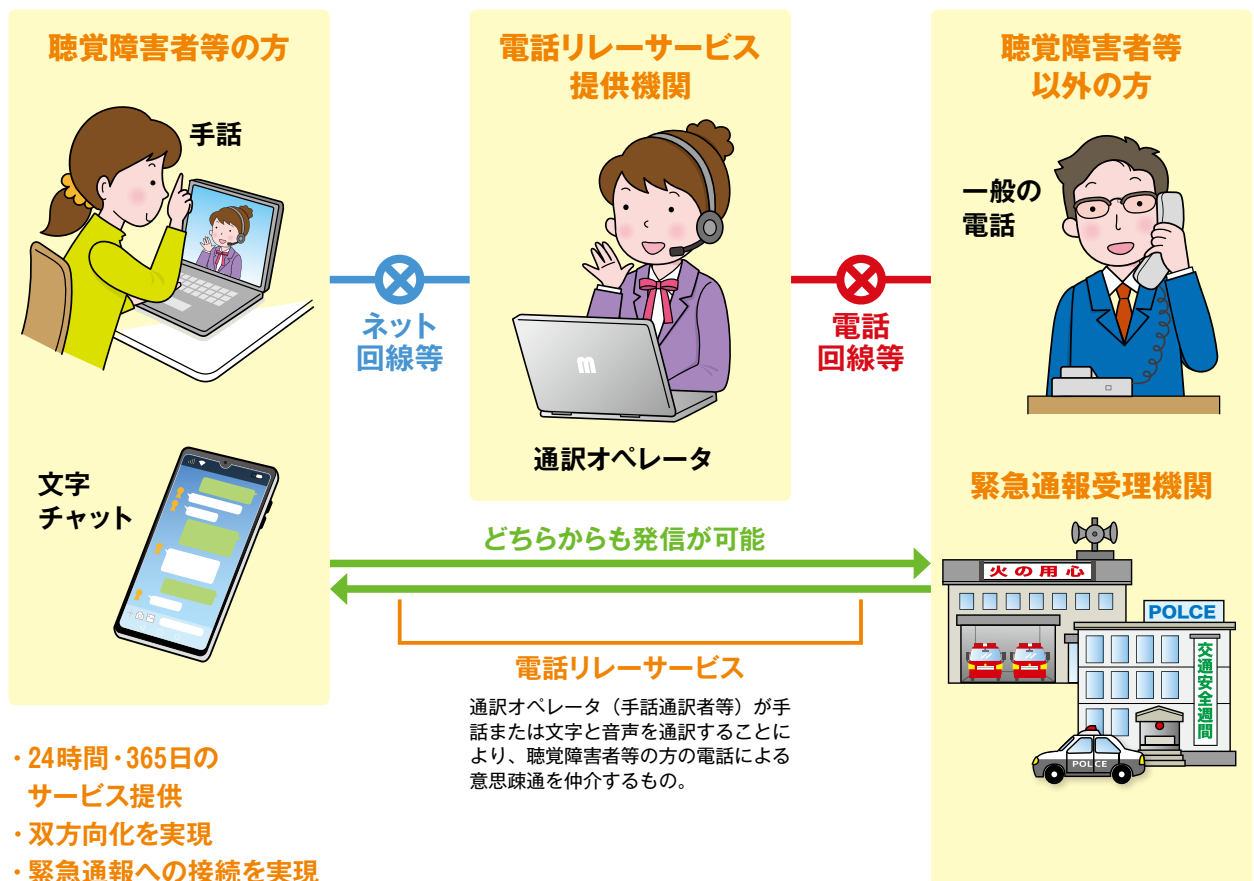 聴覚障害者等の方
手話
文字
チャット
・24時間・365日の
サービス提供
・双方向化を実現
・緊急通報への接続を実現
ネット
回線等
電話リレーサービス
提供機関
m
通訳オペレータ
電話
回線等
どちらからも発信が可能
電話リレーサービス
通訳オペレータ（手話通訳者等）が手
話または文字と音声を通訳することに
より、聴覚障害者等の方の電話による
意思疎通を仲介するもの。
聴覚障害者等
以外の方
一般の
電話
緊急通報受理機関
火の用心
POLCE
交通安全週間
POLICE